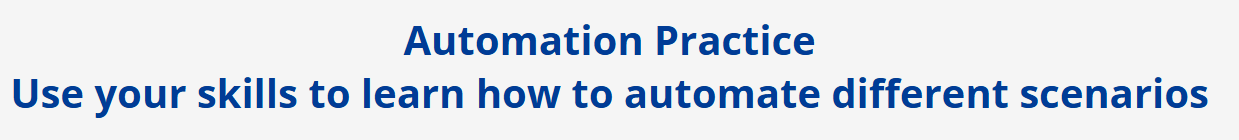 Automation Practice
Use your skills to learn how to automate different scenarios